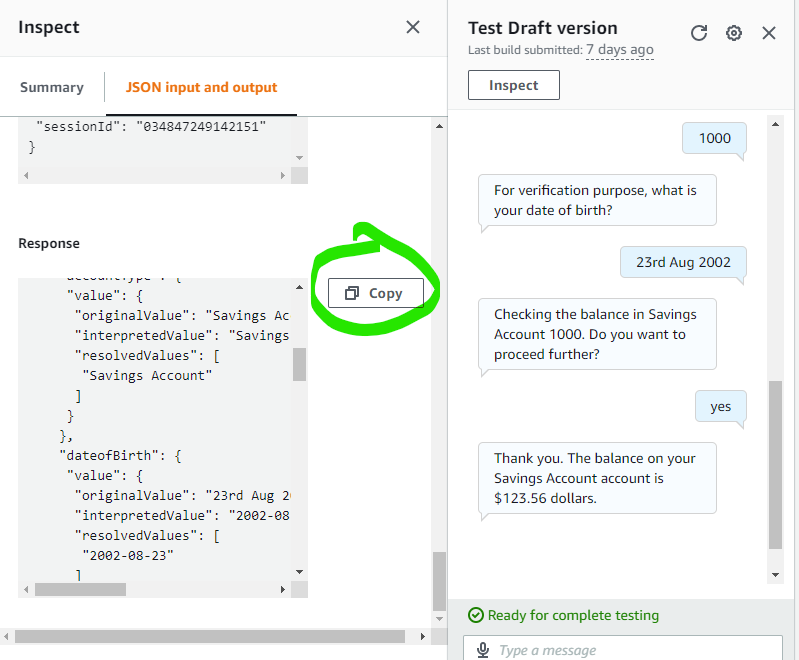 Inspect
Summary
JSON input and output
"sessionId": "034847249142151"
}
Response
"value": {
"originalValue": "Savings Ac
"interpretedValue": "Savings
"resolvedValues": [
"Savings Account"
]
}
},
"dateofBirth": {
"value": {
"originalValue": "23rd Aug 2
"interpretedValue": "2002-08
"resolvedValues": [
"2002-08-23"
]
Copy
Test Draft version
Last build submitted: 7 days ago
Inspect
1000
For verification purpose, what is
your date of birth?
23rd Aug 2002
Checking the balance in Savings
Account 1000. Do you want to
proceed further?
yes
Thank you. The balance on your
Savings Account account is
$123.56 dollars.
Ready for complete testing
Type a message